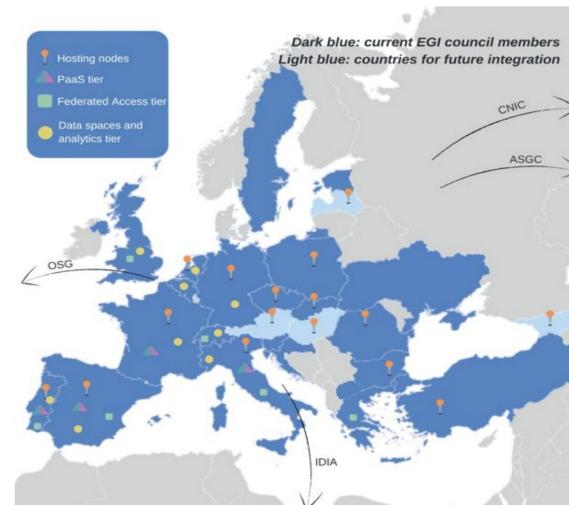 Dark blue: current EGI council members
Light blue: countries for future integration
Hosting nodes
PaaS tier
Federated Access tier
Data spaces and
analytics tier
CNIC
ASGC
OSG
IDIA